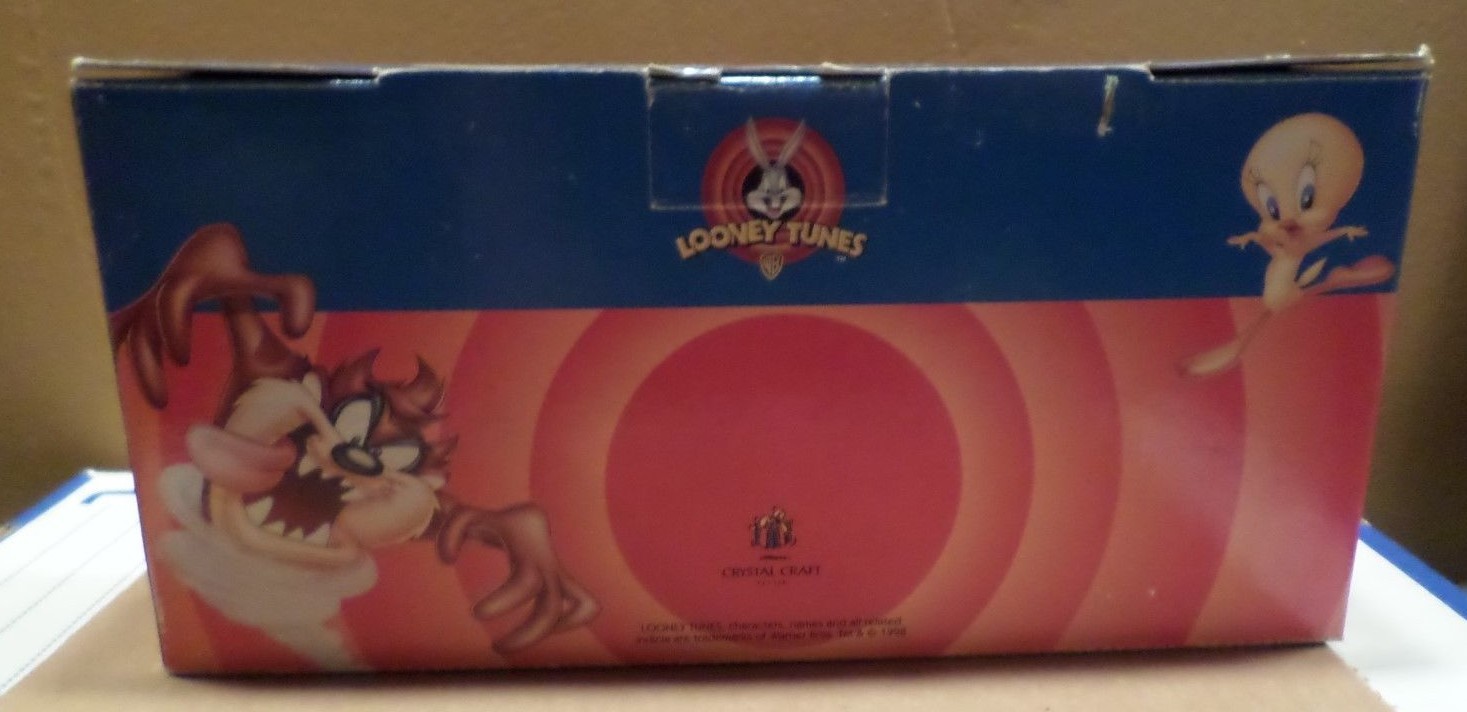 LOONEY TUNES
TM
WB
CRYSTAL CRAFT
LOONEY TUNES, characters, names and all related
indicia are trademarks of Warner Bros. © 1998